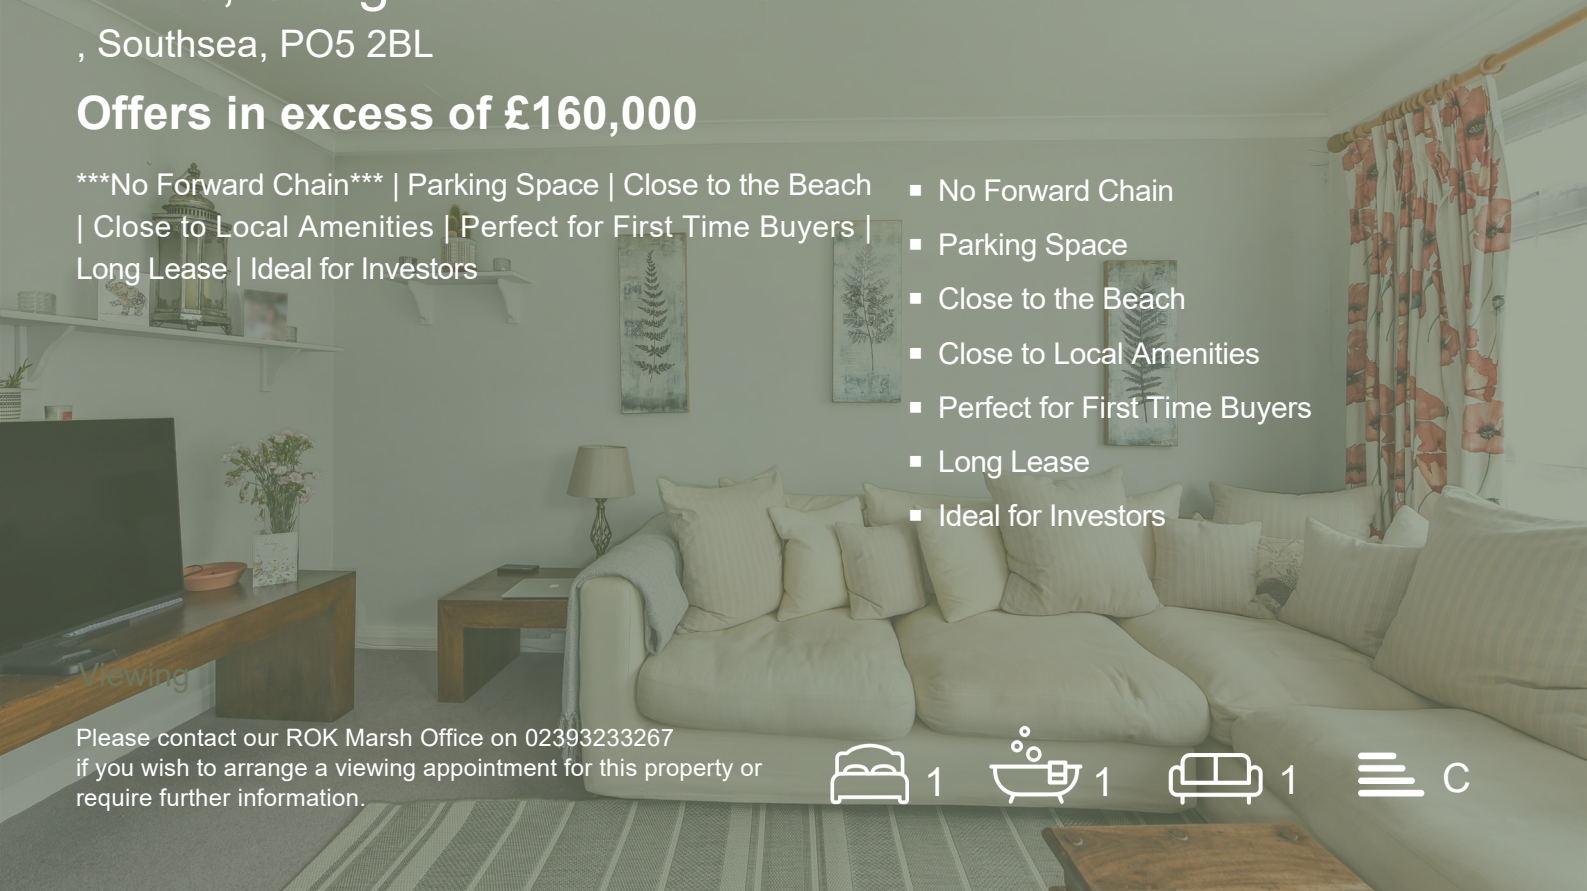 , Southsea, PO5 2BL
Offers in excess of £160,000
***No Forward Chain*** | Parking Space | Close to the Beach
| Close to Local Amenities | Perfect for First Time Buyers |
Long Lease | Ideal for Investors
▪ No Forward Chain
▪ Parking Space
▪ Close to the Beach
▪ Close to Local Amenities
▪ Perfect for First Time Buyers
▪ Long Lease
▪ Ideal for Investors
Viewing
Please contact our ROK Marsh Office on 02393233267
if you wish to arrange a viewing appointment for this property or
require further information.
1 1 1 C